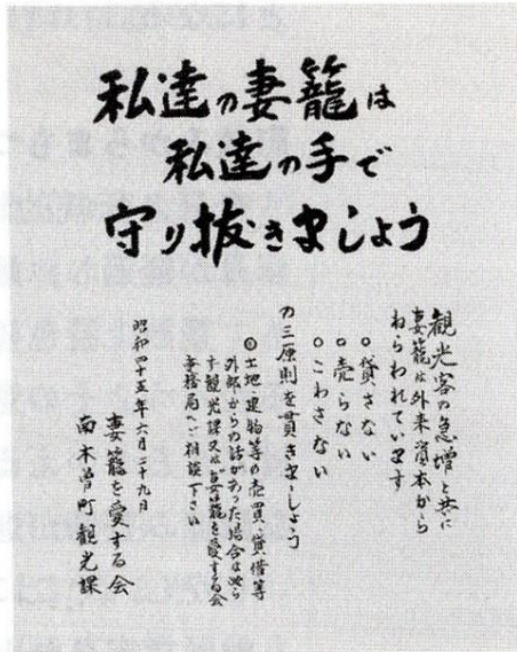 私達の妻籠は
私達の手で
守り抜きましょう
観光客の急増と共に
妻籠は外来資本から
ねらわれています
○貸さない
○売らない
○こわさない
の三原則を貫きましょう
◎土地建物等の売買、貸借等
外部からの話があった場合は必ら
ず観光課又は妻籠を愛する会
事務局へご相談下さい
昭和四十五年六月二十九日
妻籠を愛する会
南木曽町観光課